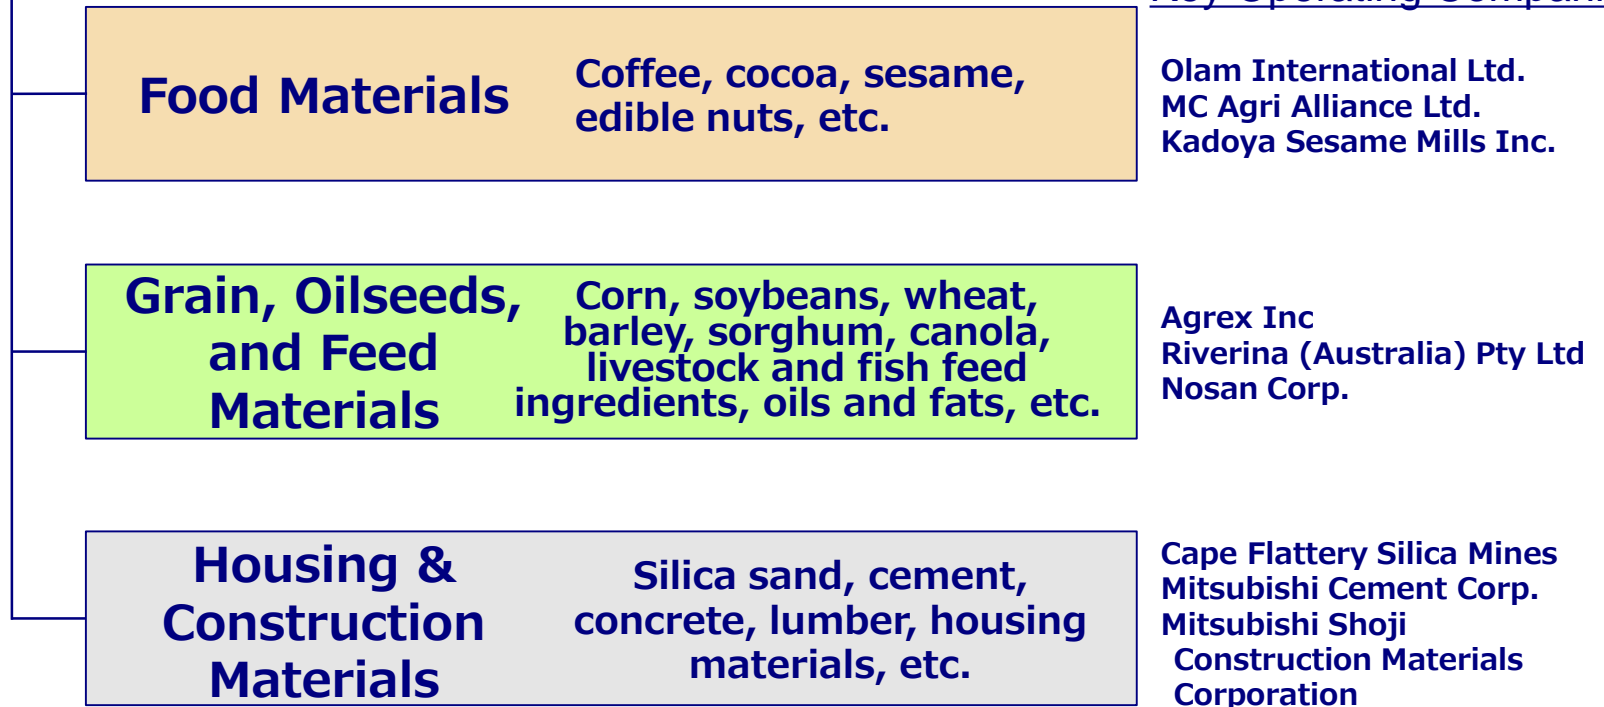 Key Operating Compani
Food Materials
Coffee, cocoa, sesame,
edible nuts, etc.
Olam International Ltd.
MC Agri Alliance Ltd.
Kadoya Sesame Mills Inc.
Grain, Oilseeds,
and Feed
Materials
Corn, soybeans, wheat,
barley, sorghum, canola,
livestock and fish feed
ingredients, oils and fats, etc.
Agrex Inc
Riverina (Australia) Pty Ltd
Nosan Corp.
Housing &
Construction
Materials
Silica sand, cement,
concrete, lumber, housing
materials, etc.
Cape Flattery Silica Mines
Mitsubishi Cement Corp.
Mitsubishi Shoji
Construction Materials
Corporation